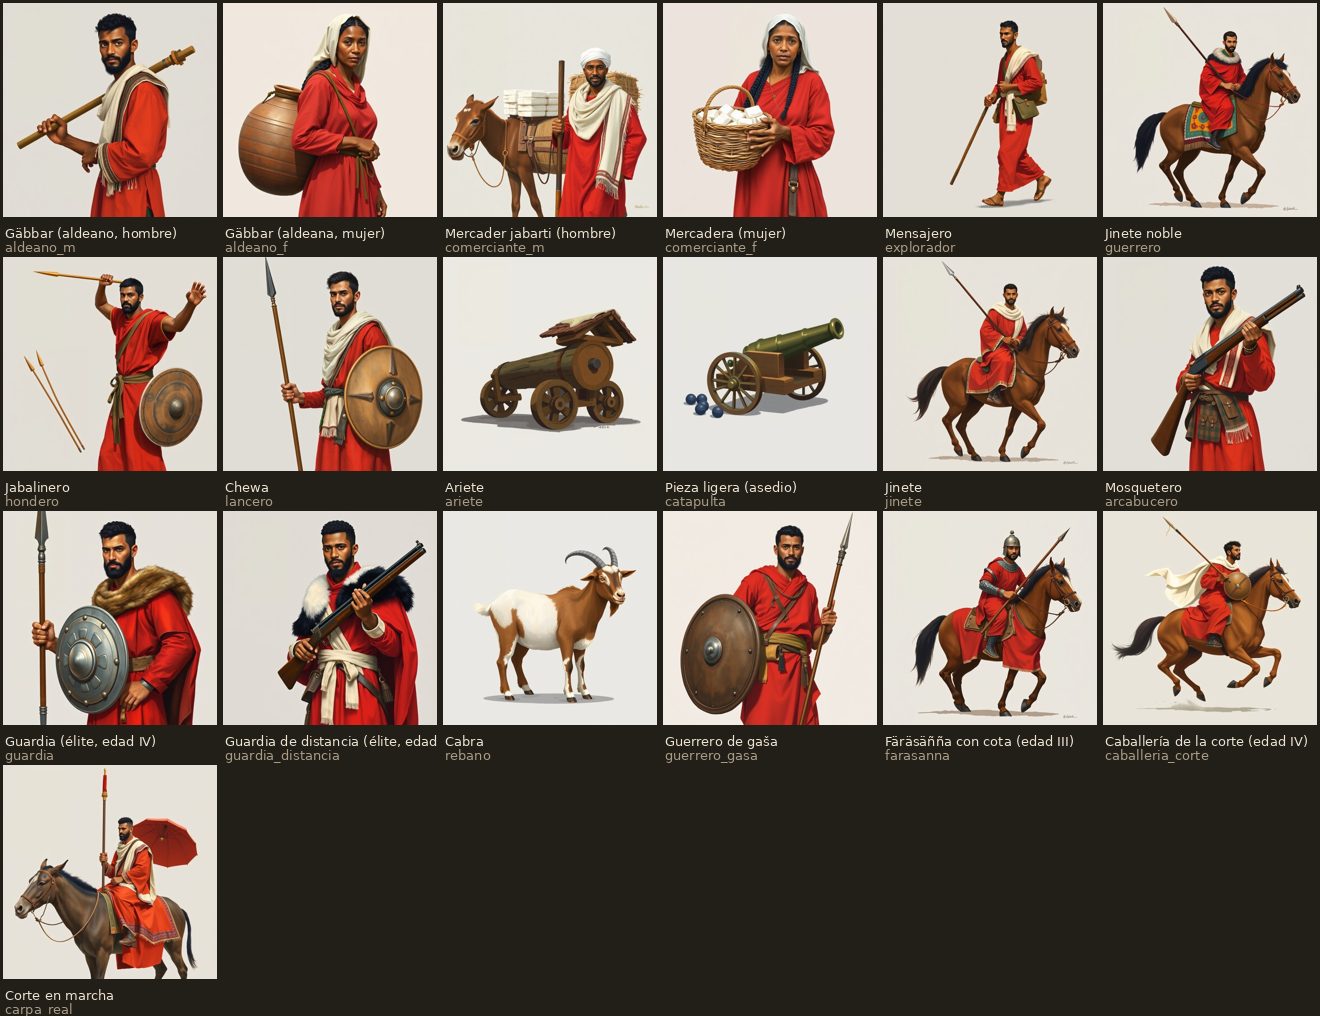 Gäbbar (aldeano, hombre)
aldeano_m
Gäbbar (aldeana, mujer)
aldeano_f
Mercader jabarti (hombre)
comerciante_m
Mercadera (mujer)
comerciante_f
Mensajero
explorador
Jinete noble
guerrero
Jabalinero
hondero
Chewa
lancero
Ariete
ariete
Pieza ligera (asedio)
catapulta
Jinete
jinete
Mosquetero
arcabucero
Guardia (élite, edad IV)
guardia
Guardia de distancia (élite, edad
guardia_distancia
Cabra
rebano
Guerrero de gaša
guerrero_gasa
Färäsäñña con cota (edad III)
farasanna
Caballería de la corte (edad IV)
caballeria_corte
Corte en marcha
carpa_real